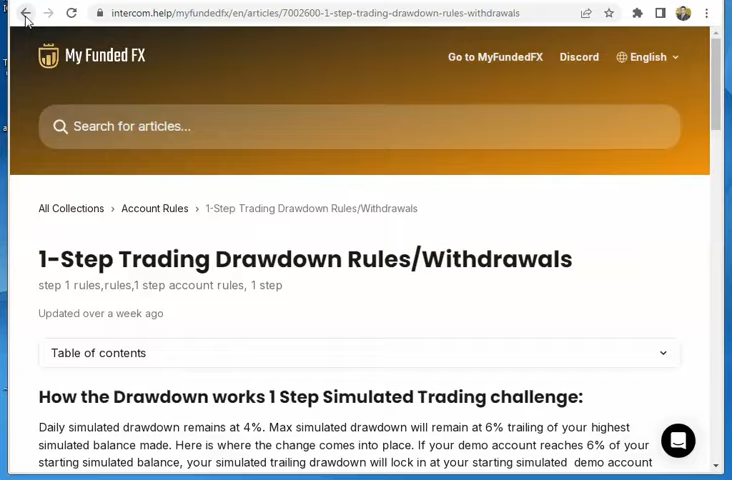 intercom.help/myfundedfx/en/articles/7002600-1-step-trading-drawdown-rules-withdrawals
My Funded FX
Go to MyFundedFX Discord English
Search for articles...
All Collections > Account Rules > 1-Step Trading Drawdown Rules/Withdrawals
1-Step Trading Drawdown Rules/Withdrawals
step 1 rules,rules,1 step account rules, 1 step
Updated over a week ago
Table of contents
How the Drawdown works 1 Step Simulated Trading challenge:
Daily simulated drawdown remains at 4%. Max simulated drawdown will remain at 6% trailing of your highest
simulated balance made. Here is where the change comes into place. If your demo account reaches 6% of your
starting simulated balance, your simulated trailing drawdown will lock in at your starting simulated demo account